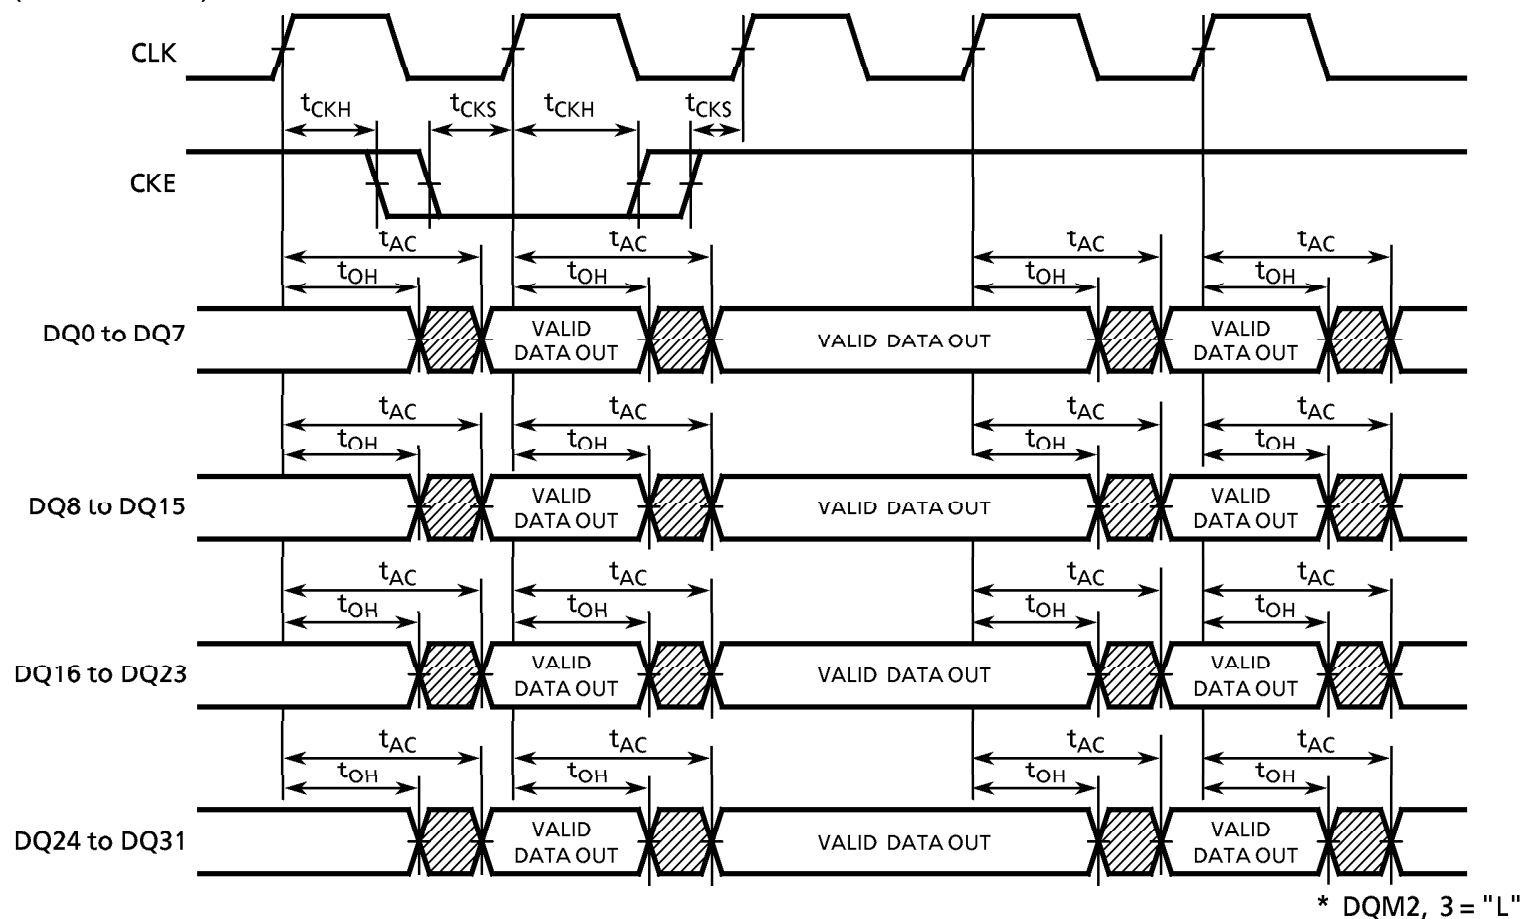 CLK
tCKH tCKS tCKH tCKS
CKE
tAC tAC tAC tAC
tOH tOH tOH tOH
DQ0 to DQ7
VALID DATA OUT
VALID DATA OUT
VALID DATA OUT
tAC tAC tAC tAC
tOH tOH tOH tOH
DQ8 to DQ15
VALID DATA OUT
VALID DATA OUT
VALID DATA OUT
tAC tAC tAC tAC
tOH tOH tOH tOH
DQ16 to DQ23
VALID DATA OUT
VALID DATA OUT
VALID DATA OUT
tAC tAC tAC tAC
tOH tOH tOH tOH
DQ24 to DQ31
VALID DATA OUT
VALID DATA OUT
VALID DATA OUT
* DQM2, 3 = "L"